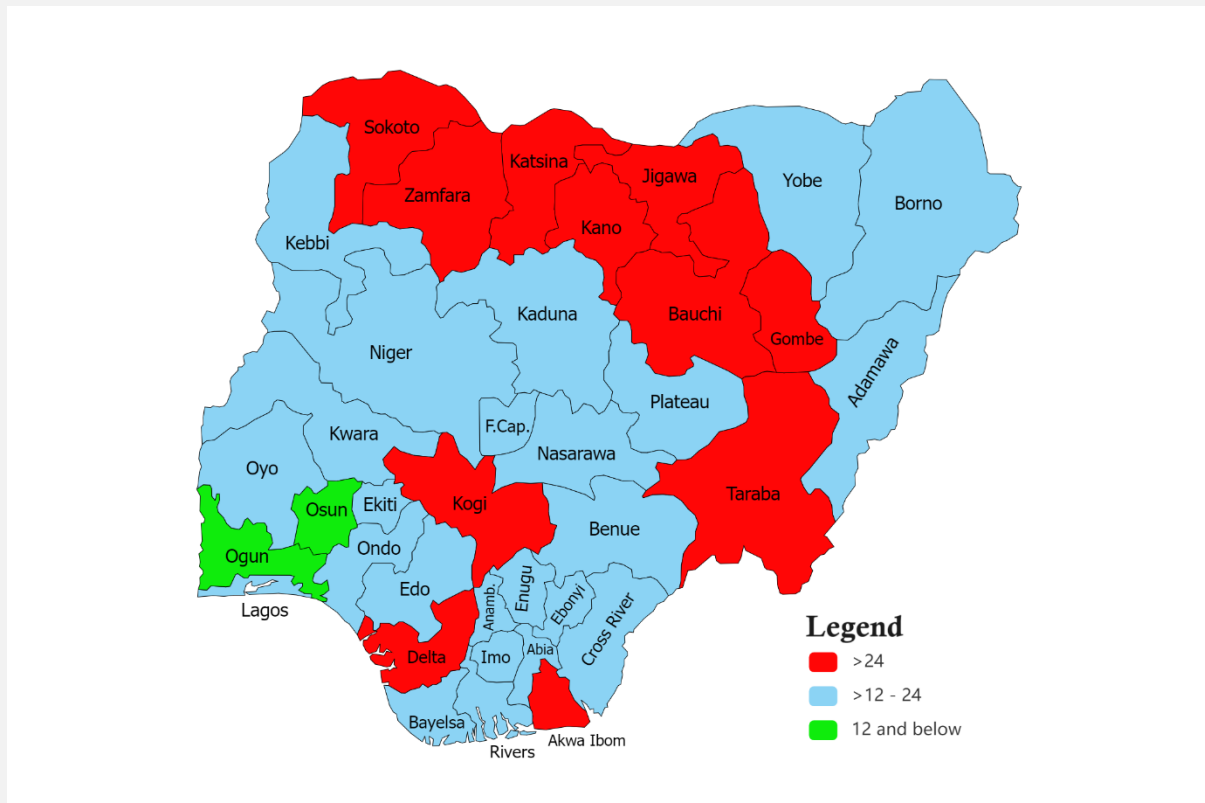 Sokoto
Katsina
Jigawa
Yobe
Zamfara
Borno
Kano
Kebbi
Kaduna
Bauchi
Gombe
Niger
Adamawa
Plateau
F.Cap.
Kwara
Nasarawa
Oyo
Taraba
Kogi
Osun
Ekiti
Benue
Ogun
Ondo
Edo
Enugu
Anamb.
Ebonyi
Lagos
Cross River
Abia
Delta
Imo
Bayelsa
Akwa Ibom
Rivers
Legend
>24
>12 - 24
12 and below